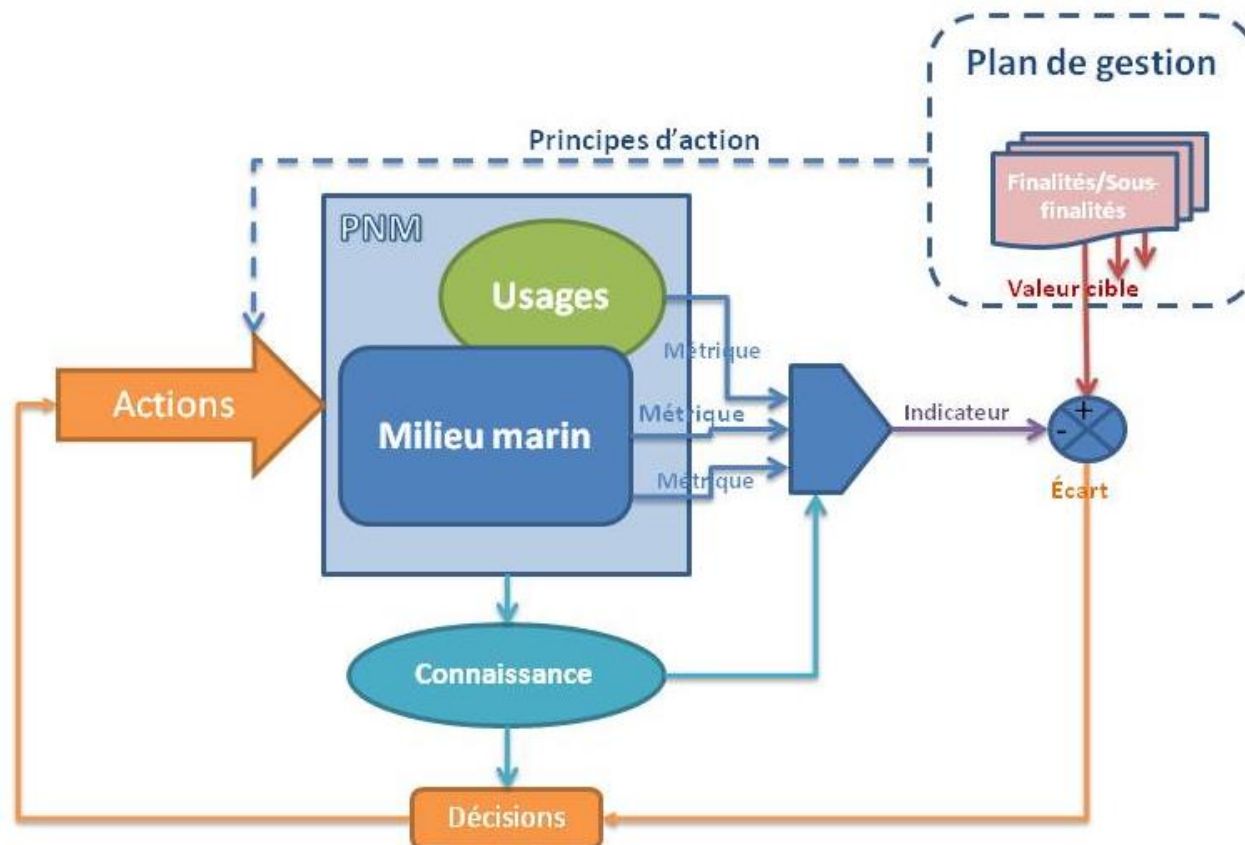 Plan de gestion
Principes d'action
Finalités/Sous-
finalités
PNM
Valeur cible
Usages
Métrique
Actions
Milieu marin
Métrique
Indicateur
+
-
Métrique
Écart
Connaissance
Décisions